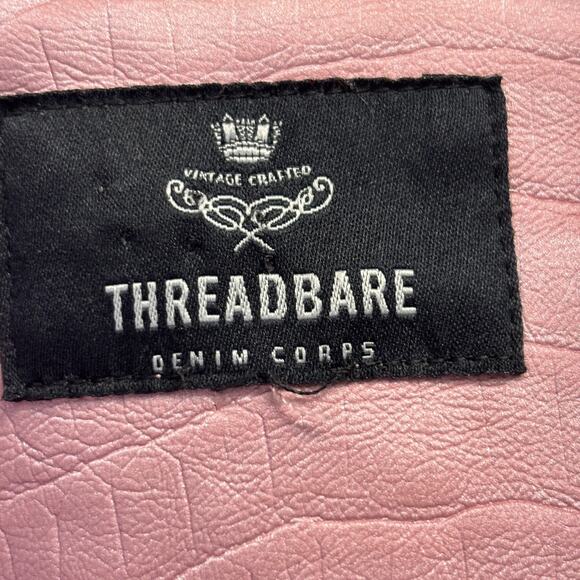 VINTAGE CRAFTED
THREADBARE
DENIM CORPS